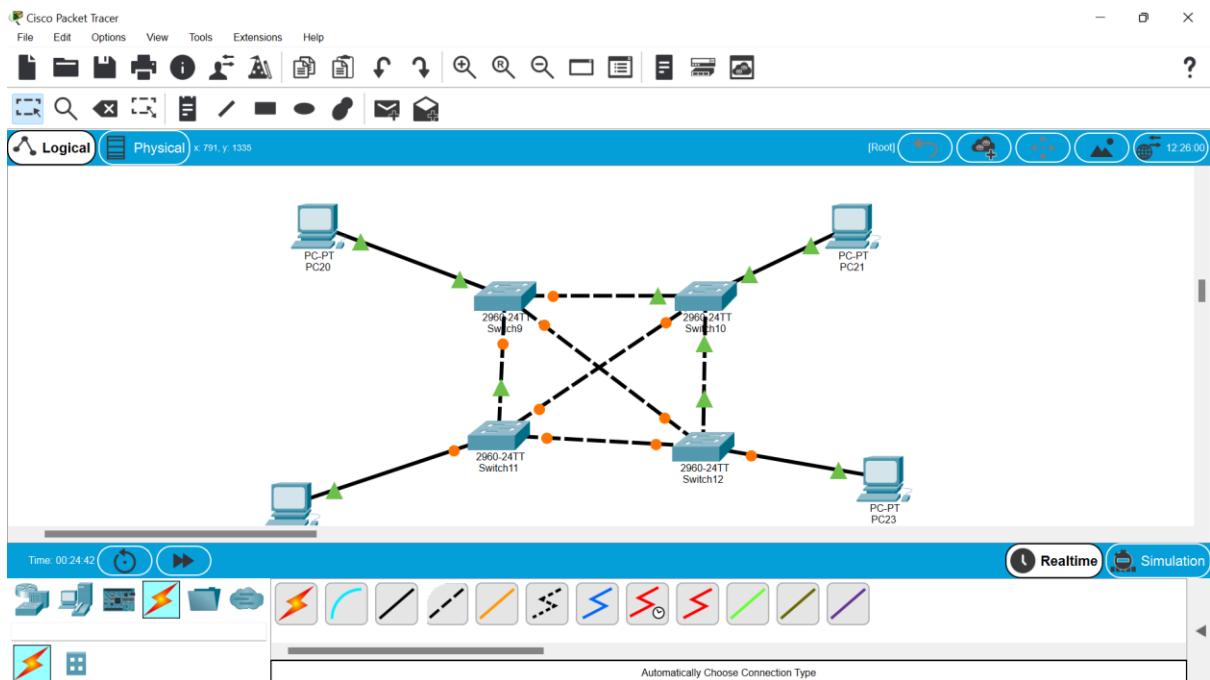 Cisco Packet Tracer
File Edit Options View Tools Extensions Help
Logical Physical x: 791, y: 1335 [Root] 12:26:00
PC-PT
PC20
PC-PT
PC21
2960-24TT
Switch9
2960-24TT
Switch10
2960-24TT
Switch11
2960-24TT
Switch12
PC-PT
PC23
Time: 00:24:42 Realtime Simulation
Automatically Choose Connection Type